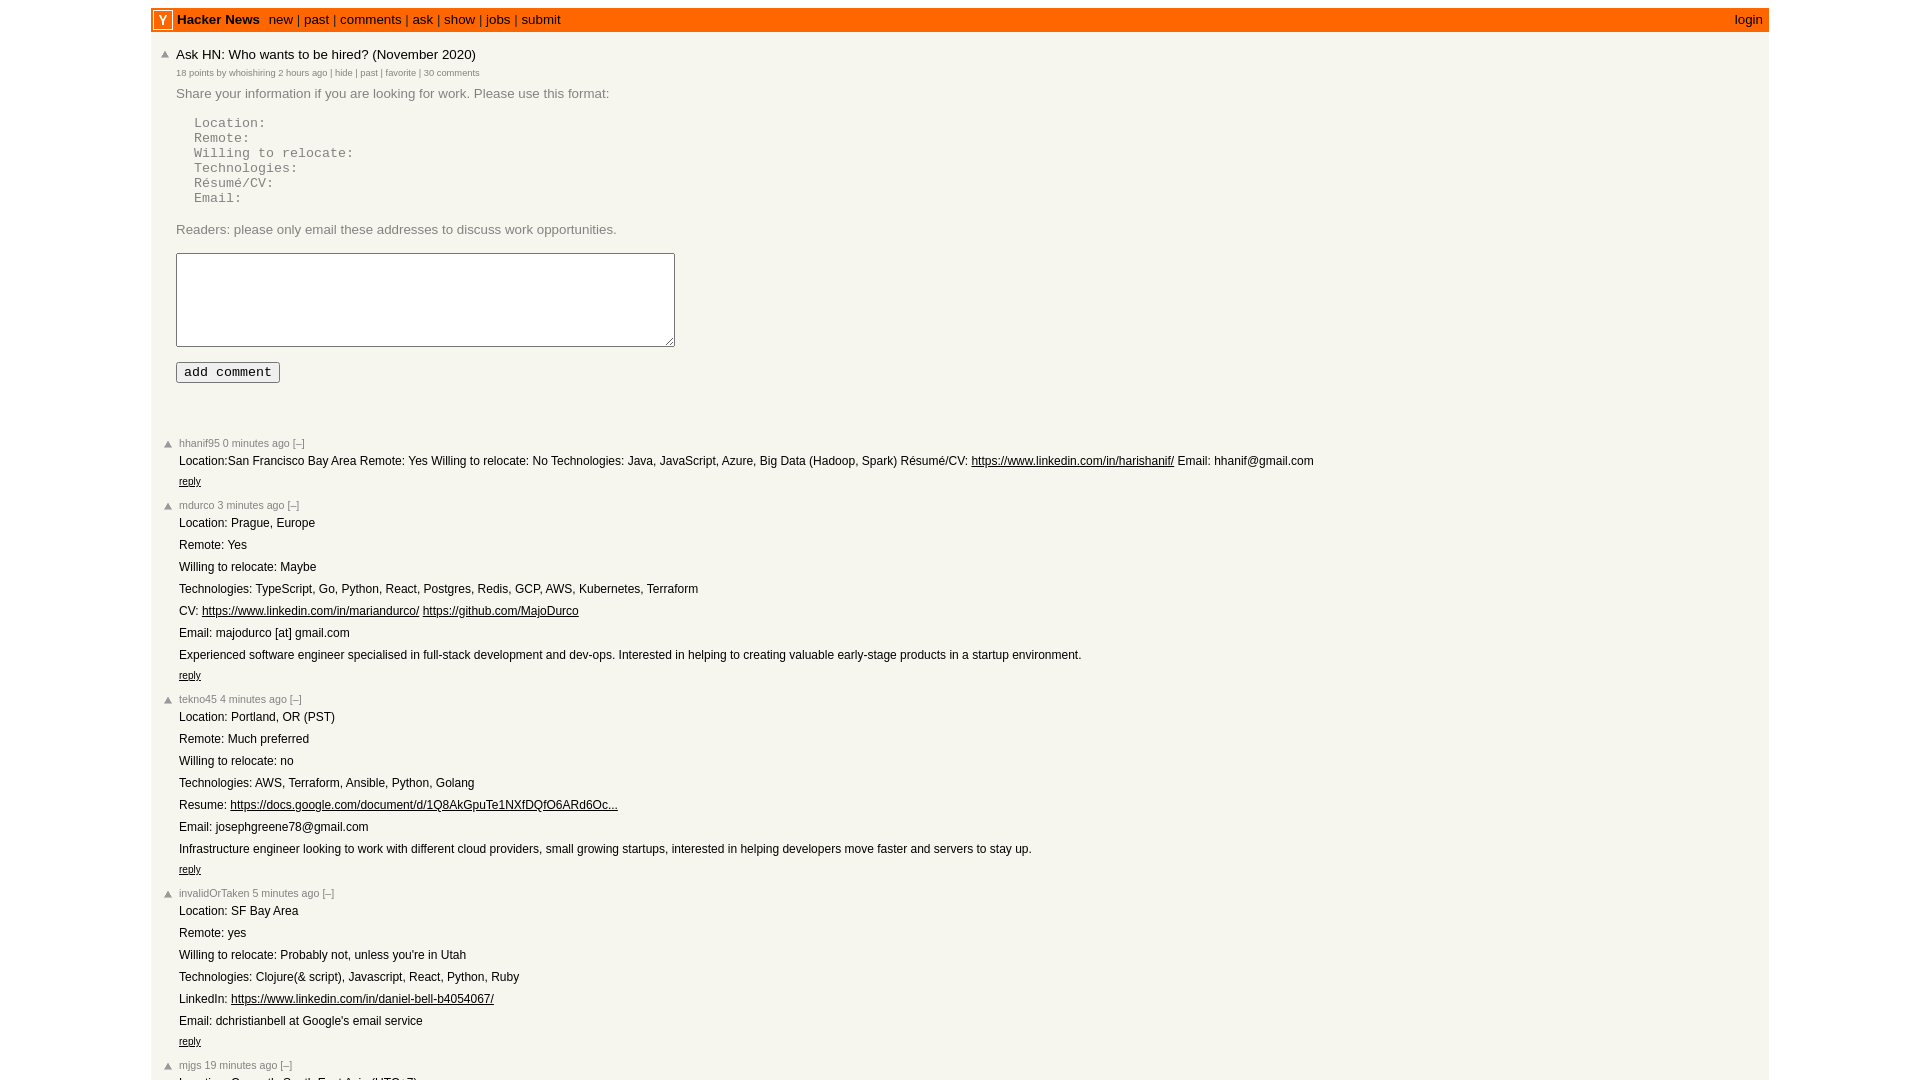 Y Hacker News new | past | comments | ask | show | jobs | submit login
Ask HN: Who wants to be hired? (November 2020)
18 points by whoishiring 2 hours ago | hide | past | favorite | 30 comments
Share your information if you are looking for work. Please use this format:
Location:
Remote:
Willing to relocate:
Technologies:
Résumé/CV:
Email:
Readers: please only email these addresses to discuss work opportunities.
add comment
hhanif95 0 minutes ago [–]
Location:San Francisco Bay Area Remote: Yes Willing to relocate: No Technologies: Java, JavaScript, Azure, Big Data (Hadoop, Spark) Résumé/CV: https://www.linkedin.com/in/harishanif/ Email: hhanif@gmail.com
reply
mdurco 3 minutes ago [–]
Location: Prague, Europe
Remote: Yes
Willing to relocate: Maybe
Technologies: TypeScript, Go, Python, React, Postgres, Redis, GCP, AWS, Kubernetes, Terraform
CV: https://www.linkedin.com/in/mariandurco/ https://github.com/MajoDurco
Email: majodurco [at] gmail.com
Experienced software engineer specialised in full-stack development and dev-ops. Interested in helping to creating valuable early-stage products in a startup environment.
reply
tekno45 4 minutes ago [–]
Location: Portland, OR (PST)
Remote: Much preferred
Willing to relocate: no
Technologies: AWS, Terraform, Ansible, Python, Golang
Resume: https://docs.google.com/document/d/1Q8AkGpuTe1NXfDQfO6ARd6Oc...
Email: josephgreene78@gmail.com
Infrastructure engineer looking to work with different cloud providers, small growing startups, interested in helping developers move faster and servers to stay up.
reply
invalidOrTaken 5 minutes ago [–]
Location: SF Bay Area
Remote: yes
Willing to relocate: Probably not, unless you're in Utah
Technologies: Clojure(& script), Javascript, React, Python, Ruby
LinkedIn: https://www.linkedin.com/in/daniel-bell-b4054067/
Email: dchristianbell at Google's email service
reply
mjgs 19 minutes ago [–]
Location: Currently South East Asia (UTC+7)